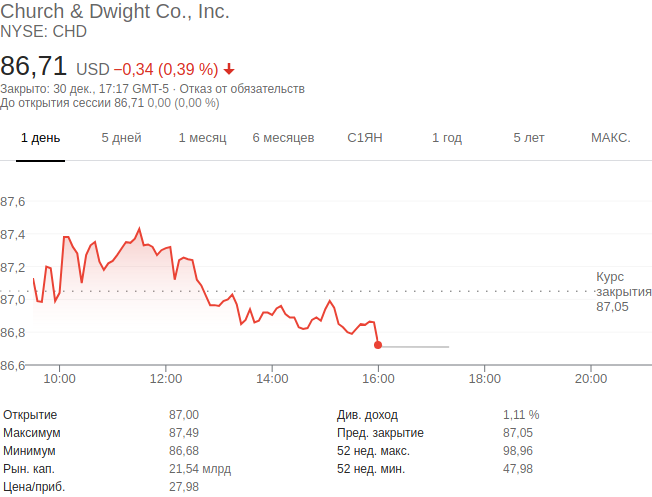 Church & Dwight Co., Inc.
NYSE: CHD
86,71 USD −0,34 (0,39 %)
Закрыто: 30 дек., 17:17 GMT-5 · Отказ от обязательств
До открытия сессии 86,71 0,00 (0,00 %)
1 день 5 дней 1 месяц 6 месяцев С1ЯН 1 год 5 лет МАКС.
87,6
87,4
87,2
Курс
закрытия
87,05
87,0
86,8
86,6
10:00 12:00 14:00 16:00 18:00 20:00
Открытие 87,00 Див. доход 1,11 %
Максимум 87,49 Пред. закрытие 87,05
Минимум 86,68 52 нед. макс. 98,96
Рын. кап. 21,54 млрд 52 нед. мин. 47,98
Цена/приб. 27,98